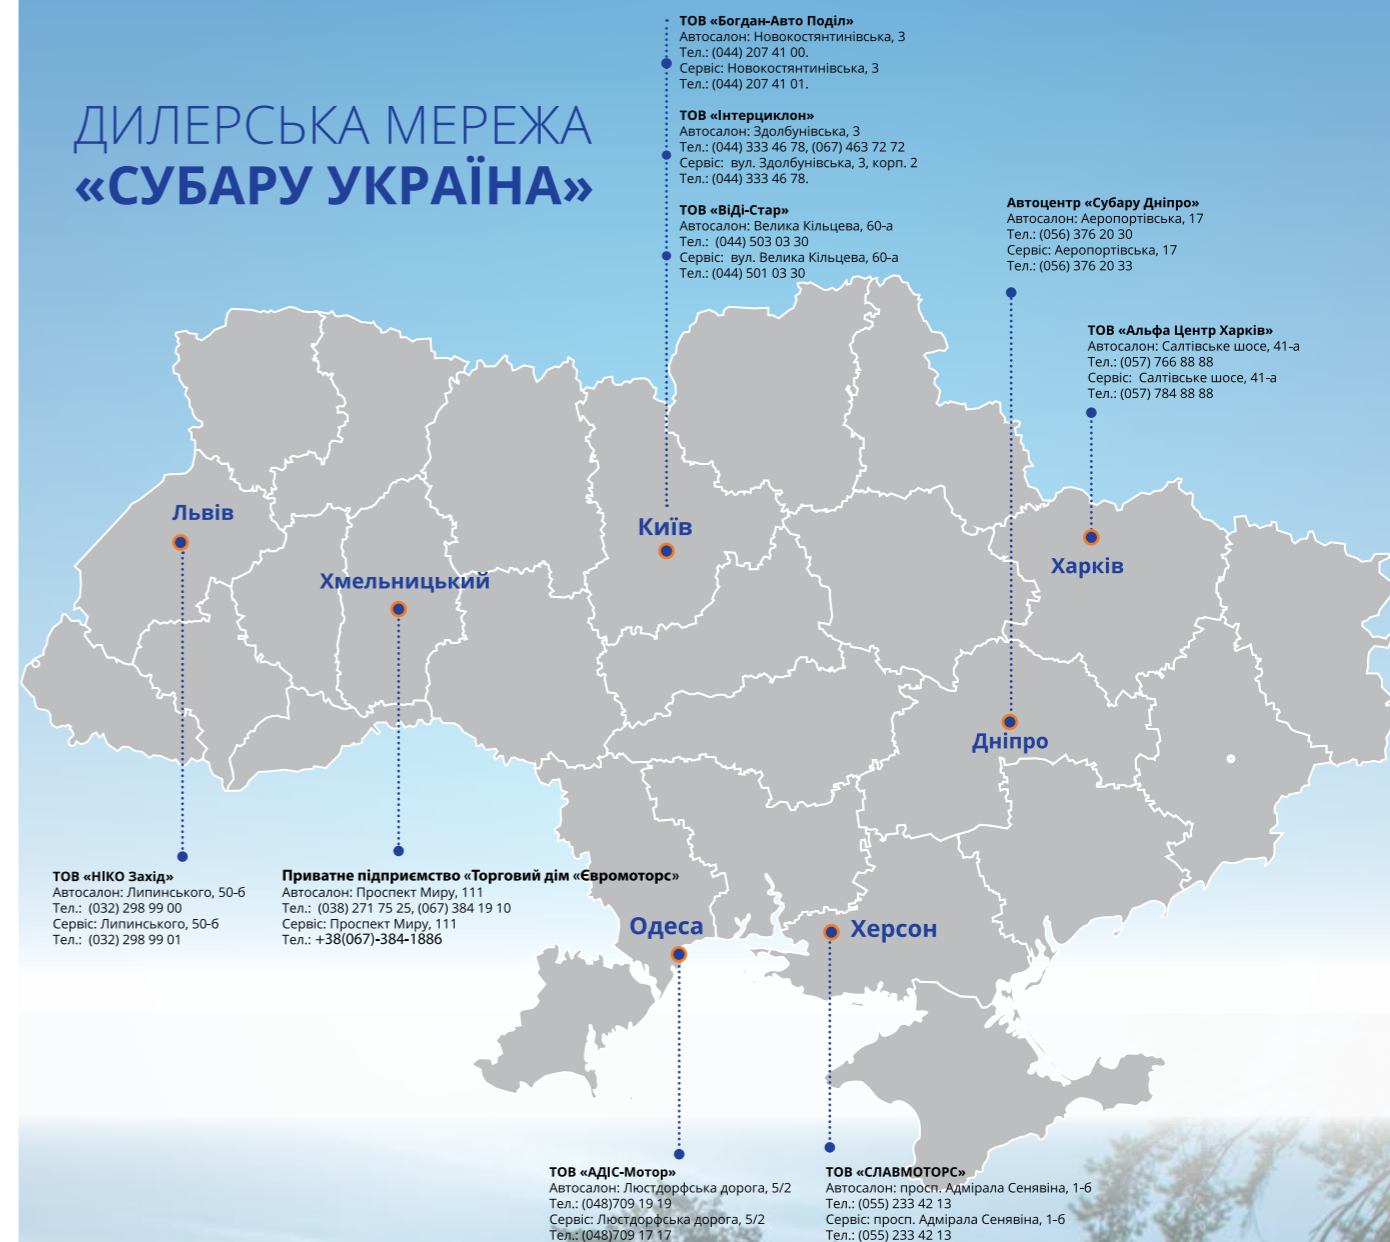 ДИЛЕРСЬКА МЕРЕЖА
«СУБАРУ УКРАЇНА»
ТОВ «Богдан-Авто Поділ»
Автосалон: Новокостянтинівська, 3
Тел.: (044) 207 41 00.
Сервіс: Новокостянтинівська, 3
Тел.: (044) 207 41 01.
ТОВ «Інтерциклон»
Автосалон: Здолбунівська, 3
Тел.: (044) 333 46 78, (067) 463 72 72
Сервіс: вул. Здолбунівська, 3, корп. 2
Тел.: (044) 333 46 78.
ТОВ «ВіДі-Стар»
Автосалон: Велика Кільцева, 60-а
Тел.: (044) 503 03 30
Сервіс: вул. Велика Кільцева, 60-а
Тел.: (044) 501 03 30
Автоцентр «Субару Дніпро»
Автосалон: Аеропортівська, 17
Тел.: (056) 376 20 30
Сервіс: Аеропортівська, 17
Тел.: (056) 376 20 33
ТОВ «Альфа Центр Харків»
Автосалон: Салтівське шосе, 41-а
Тел.: (057) 766 88 88
Сервіс: Салтівське шосе, 41-а
Тел.: (057) 784 88 88
Львів
Київ
Харків
Хмельницький
Дніпро
Одеса
Херсон
ТОВ «НІКО Захід»
Автосалон: Липинського, 50-б
Тел.: (032) 298 99 00
Сервіс: Липинського, 50-б
Тел.: (032) 298 99 01
Приватне підприємство «Торговий дім «Євромоторс»
Автосалон: Проспект Миру, 111
Тел.: (038) 271 75 25, (067) 384 19 10
Сервіс: Проспект Миру, 111
Тел.: +38(067)-384-1886
ТОВ «АДІС-Мотор»
Автосалон: Люстдорфська дорога, 5/2
Тел.: (048)709 19 19
Сервіс: Люстдорфська дорога, 5/2
Тел.: (048)709 17 17
ТОВ «СЛАВМОТОРС»
Автосалон: просп. Адмірала Сенявіна, 1-б
Тел.: (055) 233 42 13
Сервіс: просп. Адмірала Сенявіна, 1-б
Тел.: (055) 233 42 13